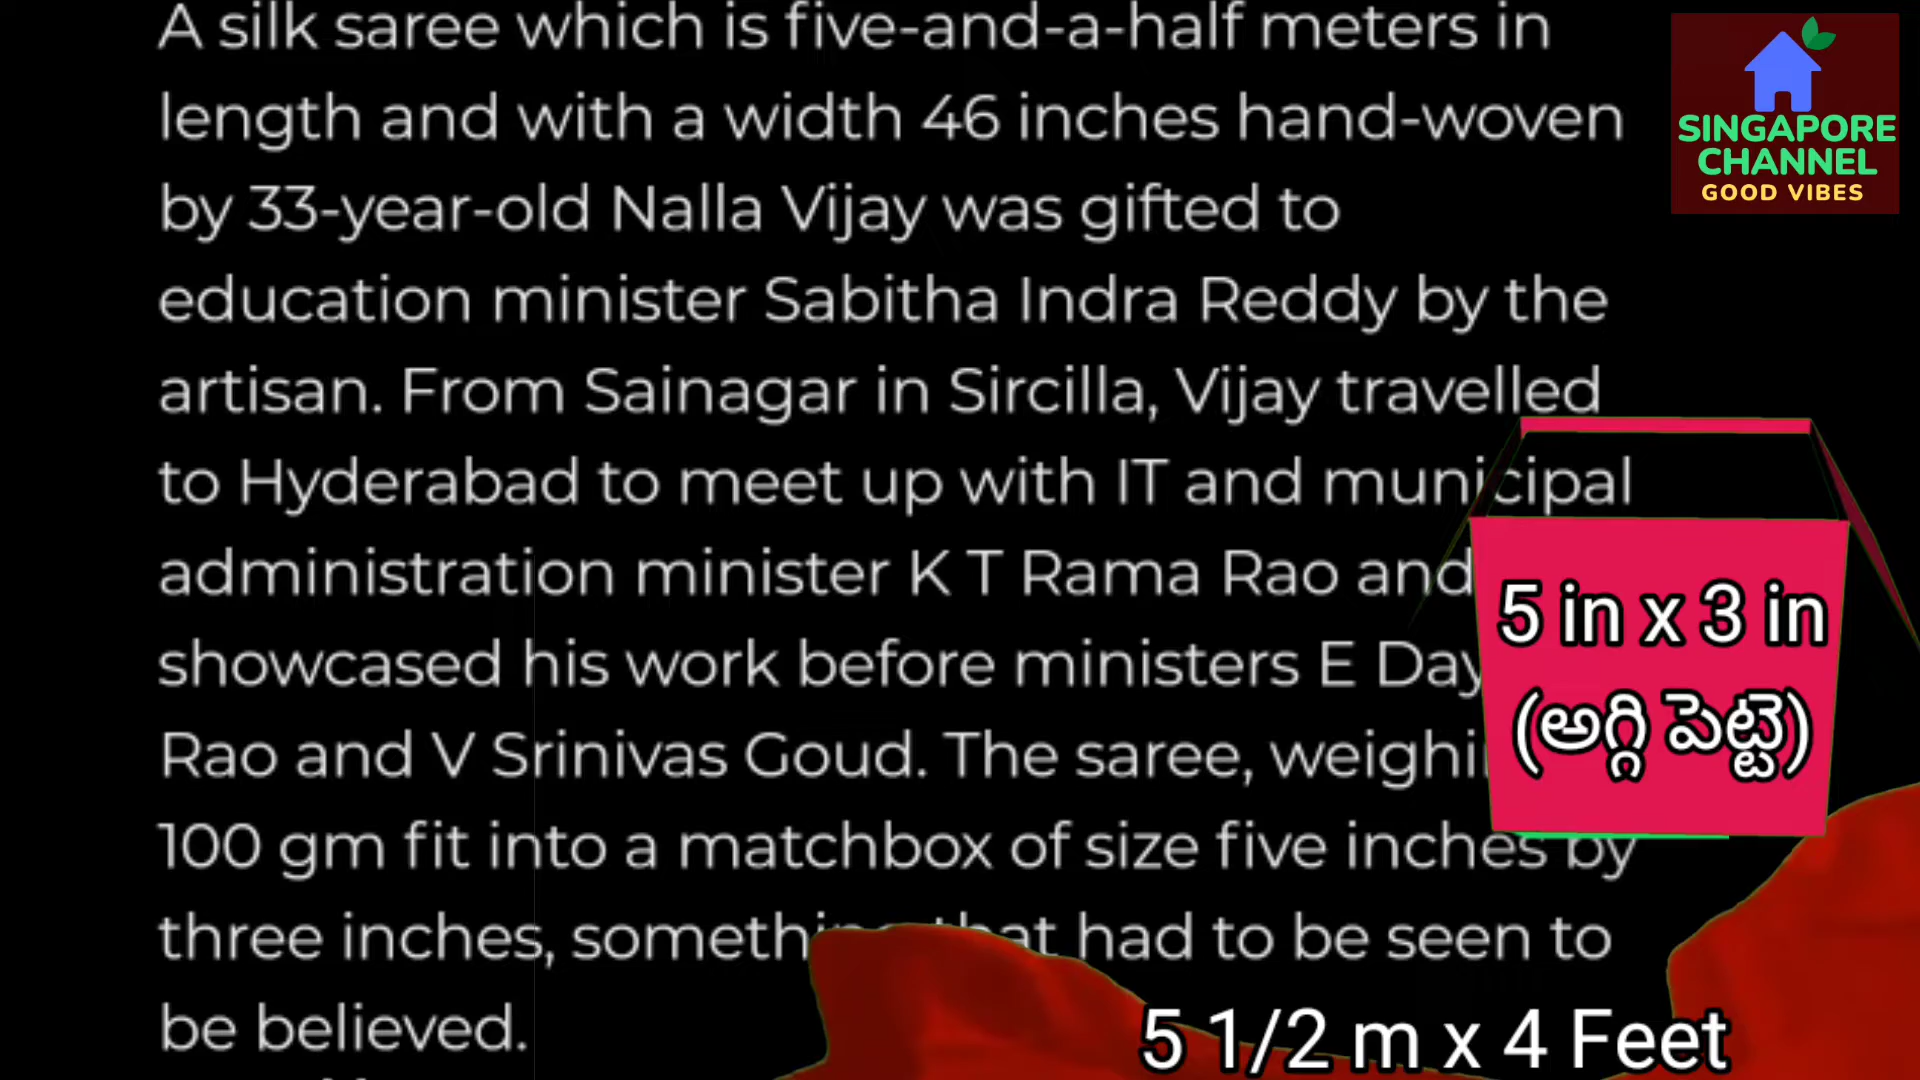 A silk saree which is five-and-a-half meters in
length and with a width 46 inches hand-woven
by 33-year-old Nalla Vijay was gifted to
education minister Sabitha Indra Reddy by the
artisan. From Sainagar in Sircilla, Vijay travelled
to Hyderabad to meet up with IT and municipal
administration minister K T Rama Rao and
showcased his work before ministers E
Rao and V Srinivas Goud. The saree,
100 gm fit into a matchbox of size five inches by
three inches, that had to be seen to
be believed.
SINGAPORE
CHANNEL
GOOD VIBES
5 in x 3 in
(అగ్గి పెట్టె)
5 1/2 m x 4 Feet